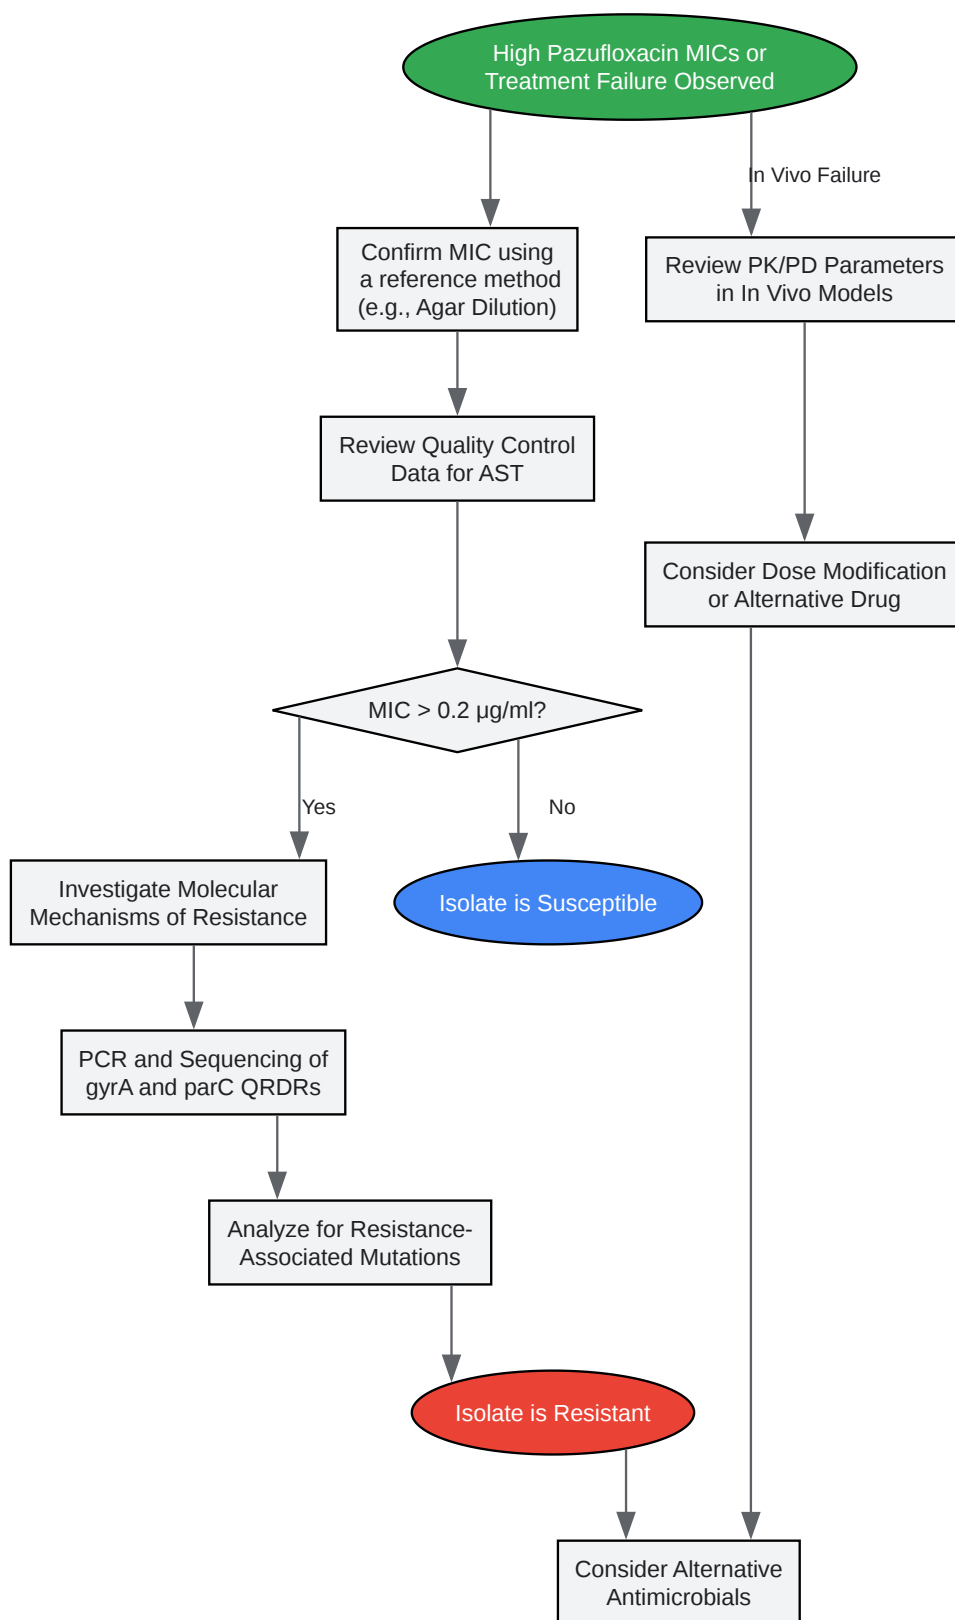 High Pazufloxacin MICs or
Treatment Failure Observed
In Vivo Failure
Confirm MIC using
a reference method
(e.g., Agar Dilution)
Review PK/PD Parameters
in In Vivo Models
Review Quality Control
Data for AST
Consider Dose Modification
or Alternative Drug
MIC > 0.2 µg/ml?
Yes
No
Investigate Molecular
Mechanisms of Resistance
Isolate is Susceptible
PCR and Sequencing of
gyrA and parC QRDRs
Analyze for Resistance-
Associated Mutations
Isolate is Resistant
Consider Alternative
Antimicrobials